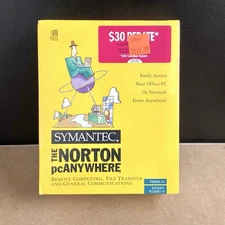 $30 REBATE*
Easily Access
Your Office PC
Or Network
From Anywhere!
SYMANTEC.
THE NORTON
pcANYWHERE
REMOTE COMPUTING, FILE TRANSFER
AND GENERAL COMMUNICATIONS